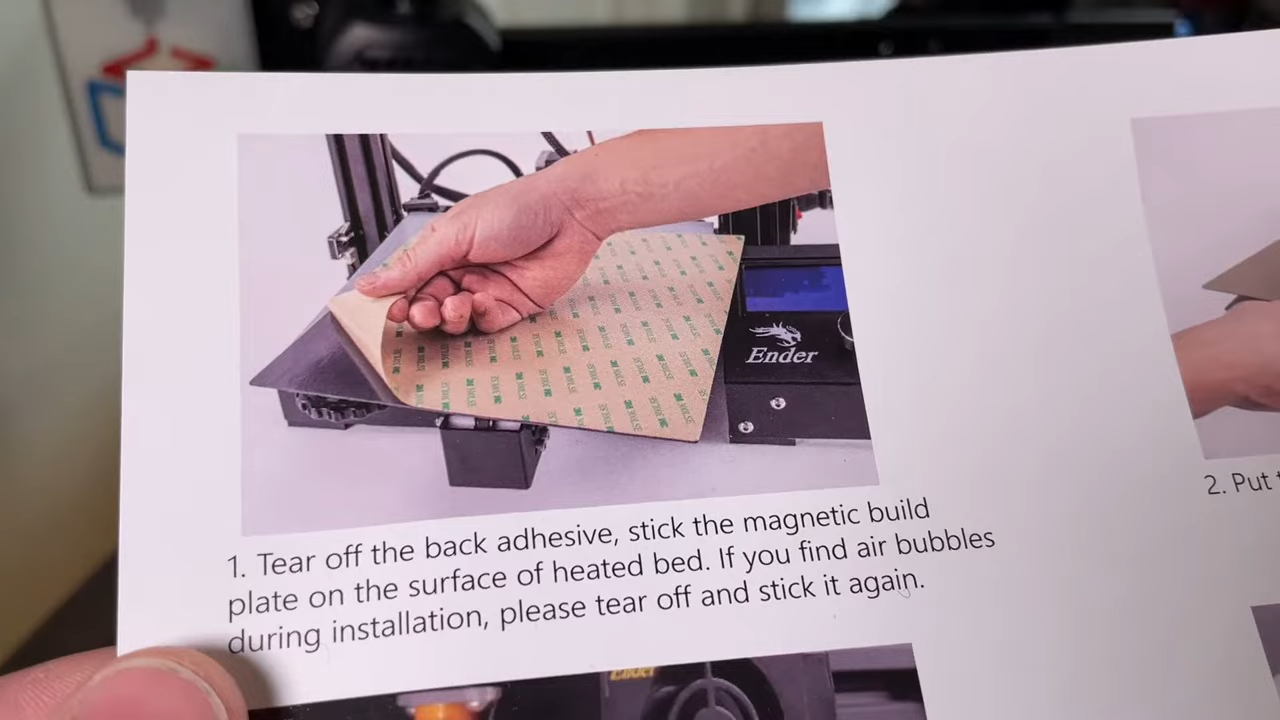 Ender
1. Tear off the back adhesive, stick the magnetic build
plate on the surface of heated bed. If you find air bubbles
during installation, please tear off and stick it again.
2. Put
Ender